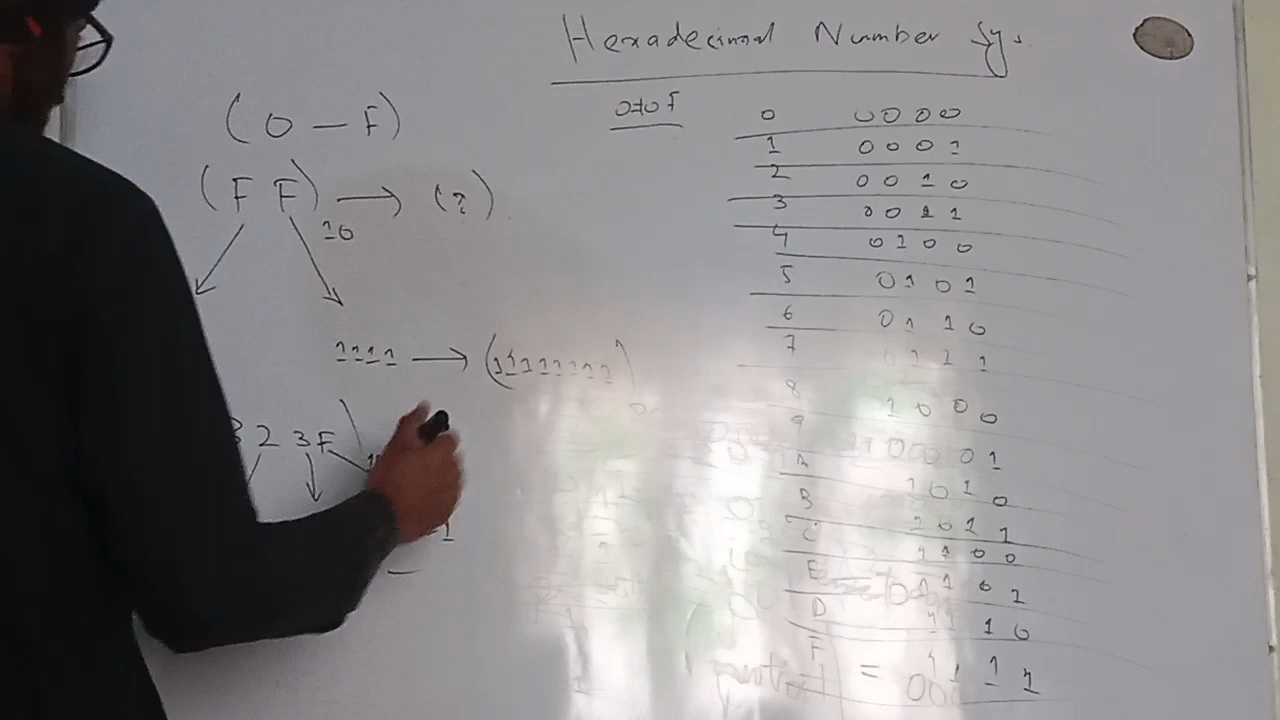 Hexadecimal Number Sy.
0 to F
(0 — F)
(F F)10 → (?)
1111 → (11111111)
2 3 F
0 0000
1 0001
2 0010
3 0011
4 0100
5 0101
6 0110
7 0111
8 1000
9 1001
A 1010
B 1011
C 1100
E 1101
D 1110
F = 1111